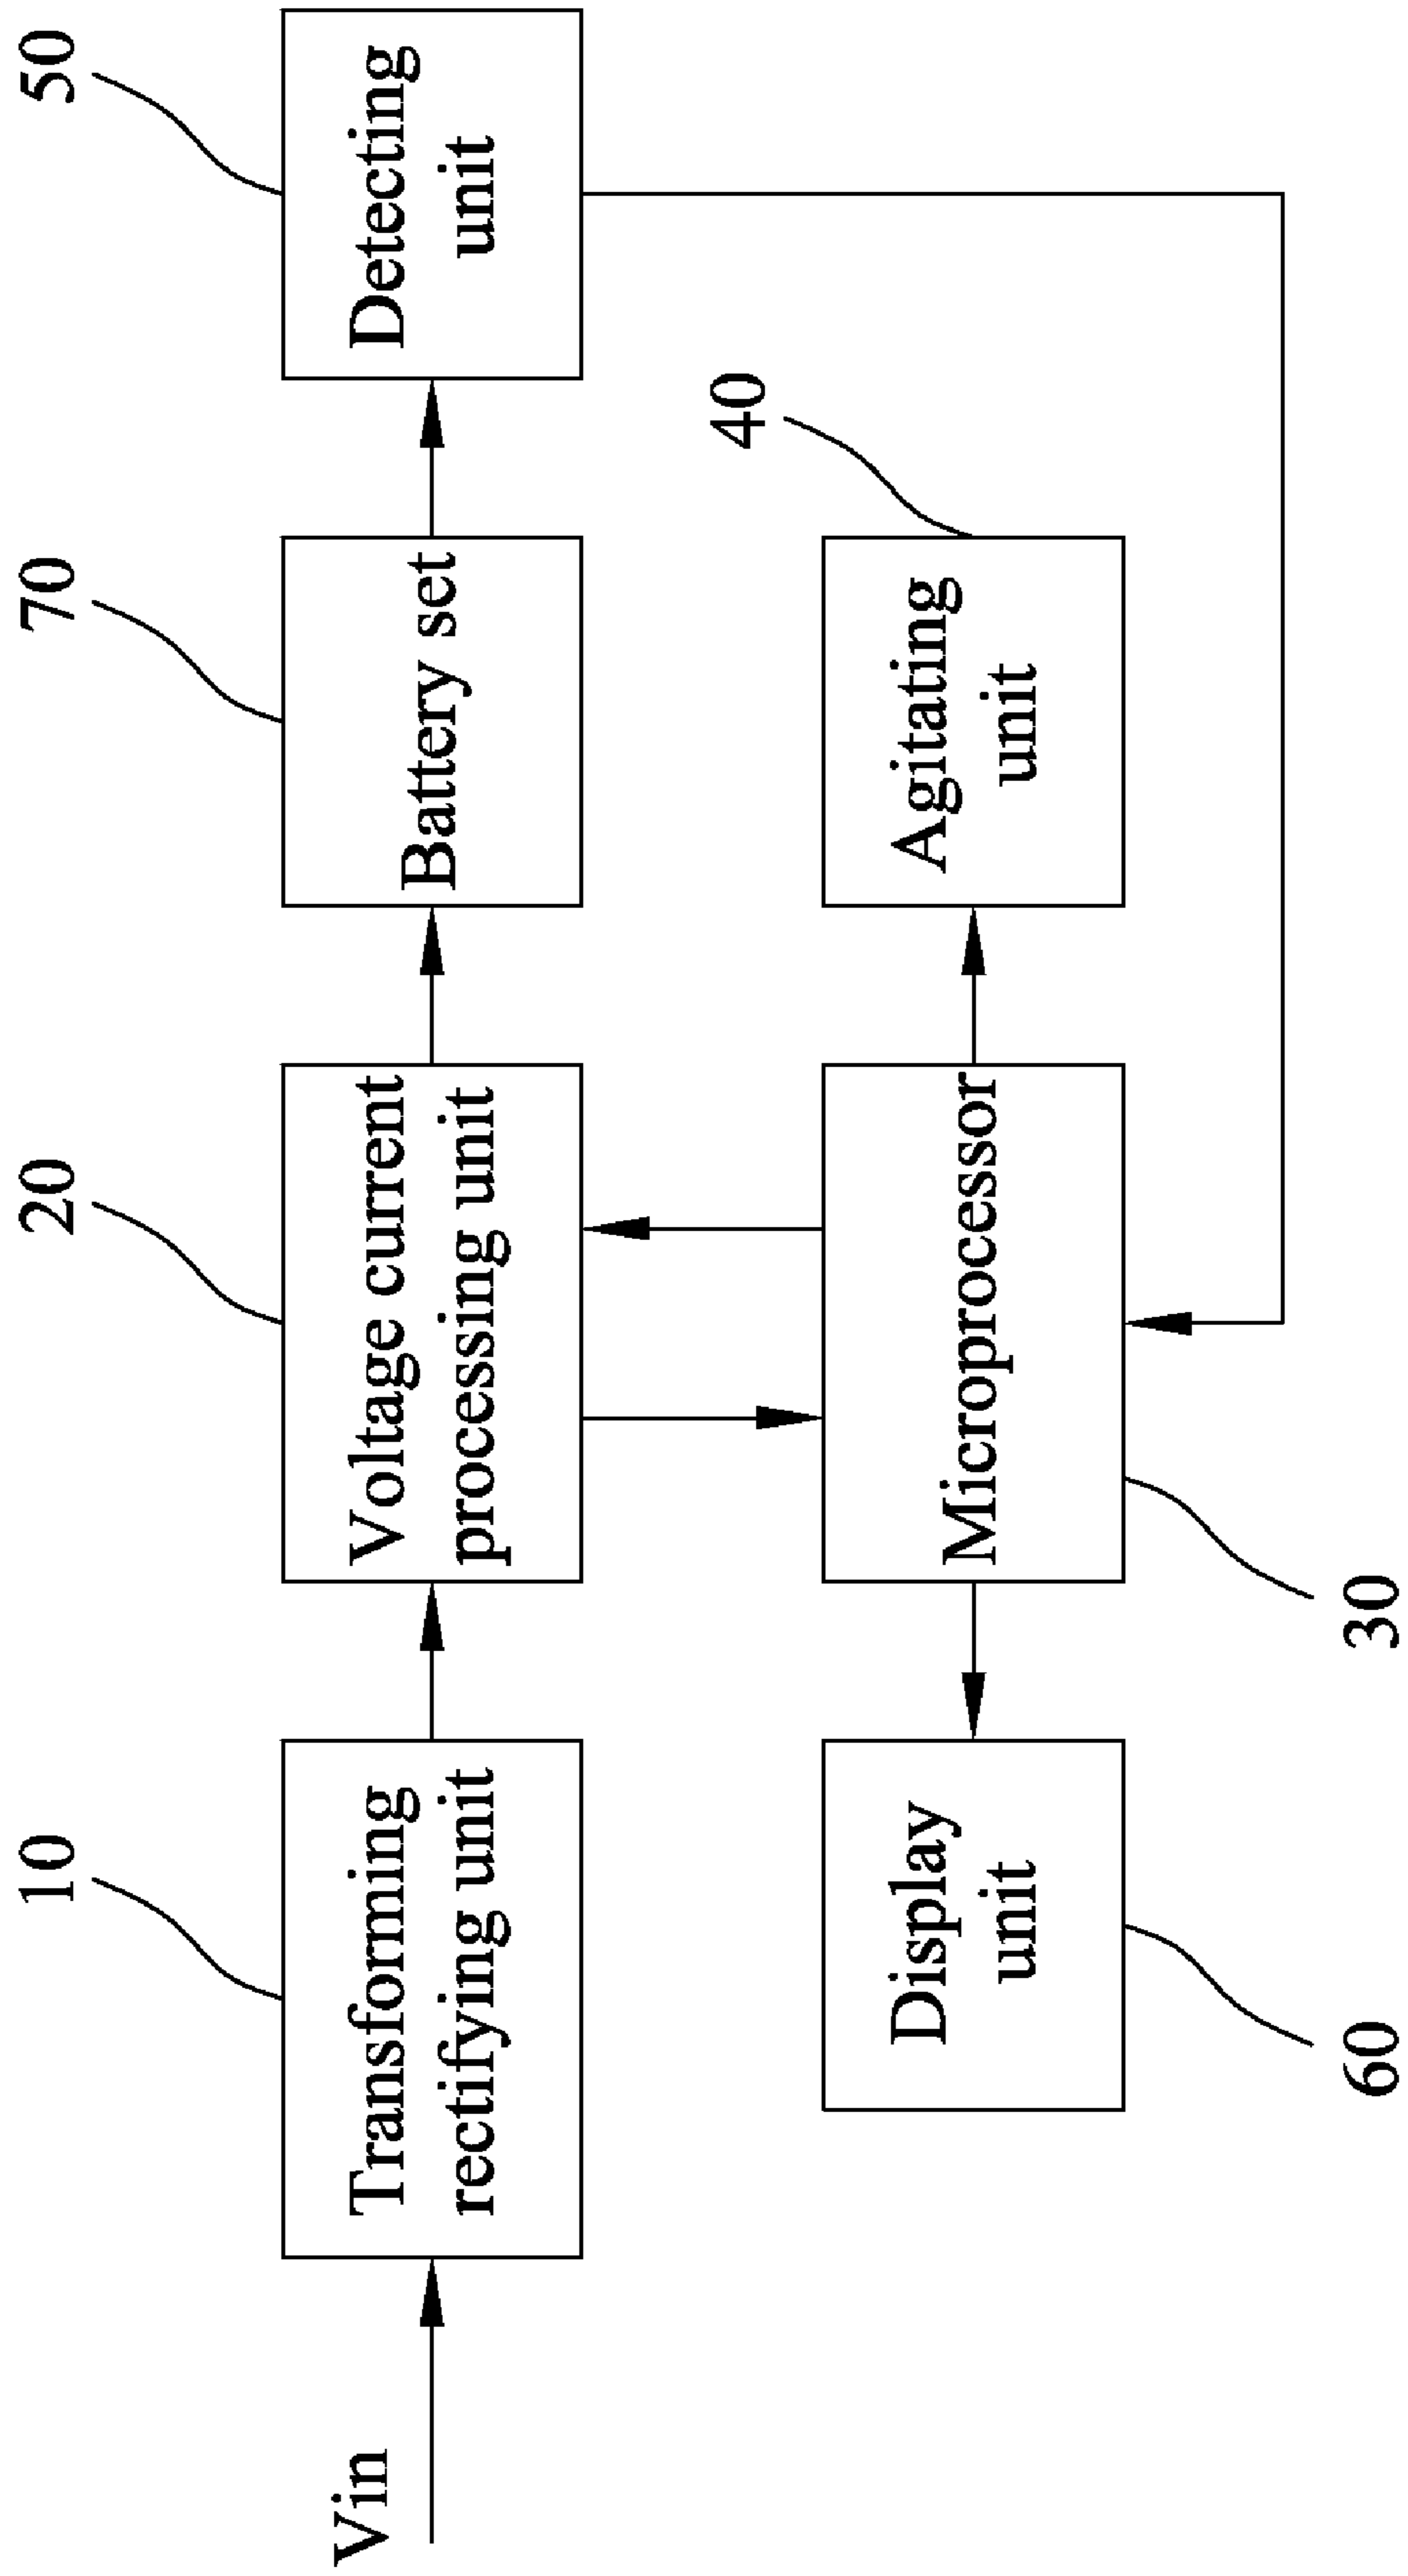 10
20
70
50
Vin
Transforming
rectifying unit
Voltage current
processing unit
Battery set
Detecting
unit
40
Display
unit
Microprocessor
Agitating
unit
60
30